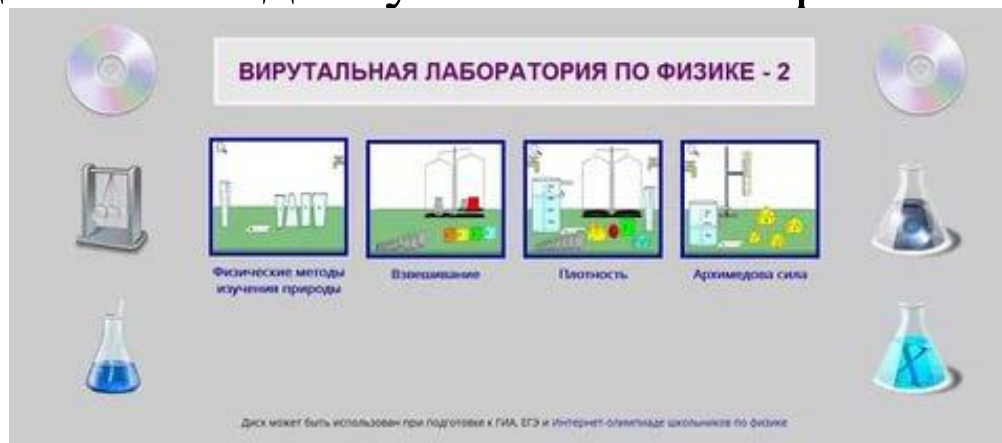 ВИРУТАЛЬНАЯ ЛАБОРАТОРИЯ ПО ФИЗИКЕ - 2
Физические методы
изучения природы
Взвешивание
Плотность
Архимедова сила
Диск может быть использован при подготовке к ГИА, ЕГЭ и Интернет-олимпиаде школьников по физике